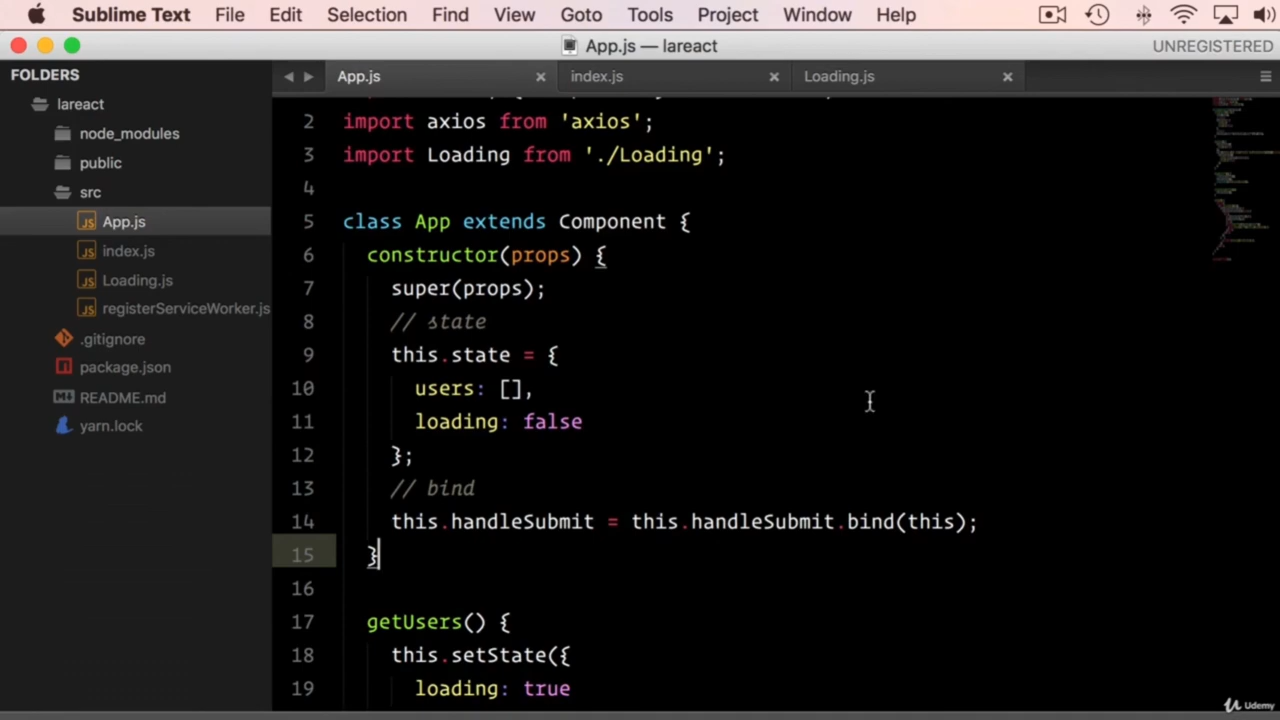 Sublime Text File Edit Selection Find View Goto Tools Project Window Help
App.js — lareact UNREGISTERED
FOLDERS
lareact
node_modules
public
src
App.js
index.js
Loading.js
registerServiceWorker.js
.gitignore
package.json
README.md
yarn.lock
App.js index.js Loading.js
2 import axios from 'axios';
3 import Loading from './Loading';
4
5 class App extends Component {
6 constructor(props) {
7 super(props);
8 // state
9 this.state = {
10 users: [],
11 loading: false
12 };
13 // bind
14 this.handleSubmit = this.handleSubmit.bind(this);
15 }
16
17 getUsers() {
18 this.setState({
19 loading: true
Udemy